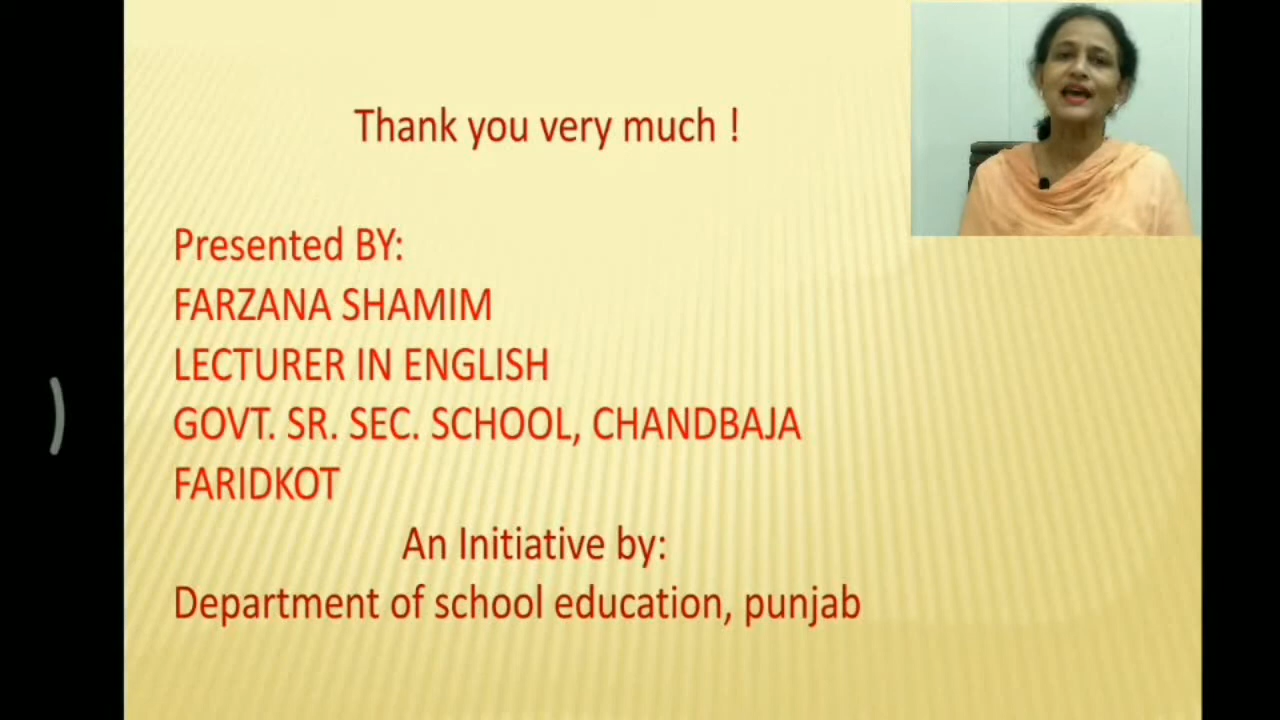 Thank you very much !
Presented BY:
FARZANA SHAMIM
LECTURER IN ENGLISH
GOVT. SR. SEC. SCHOOL, CHANDBAJA
FARIDKOT
An Initiative by:
Department of school education, punjab